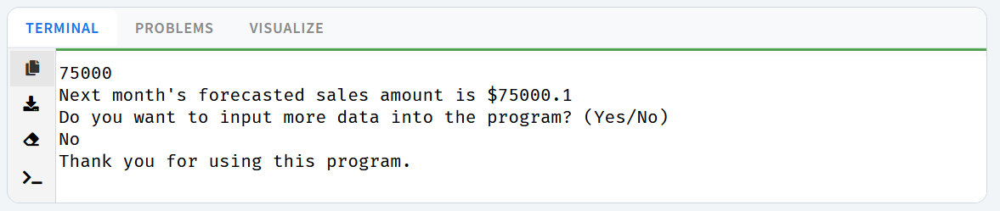 TERMINAL PROBLEMS VISUALIZE
75000
Next month's forecasted sales amount is $75000.1
Do you want to input more data into the program? (Yes/No)
No
Thank you for using this program.